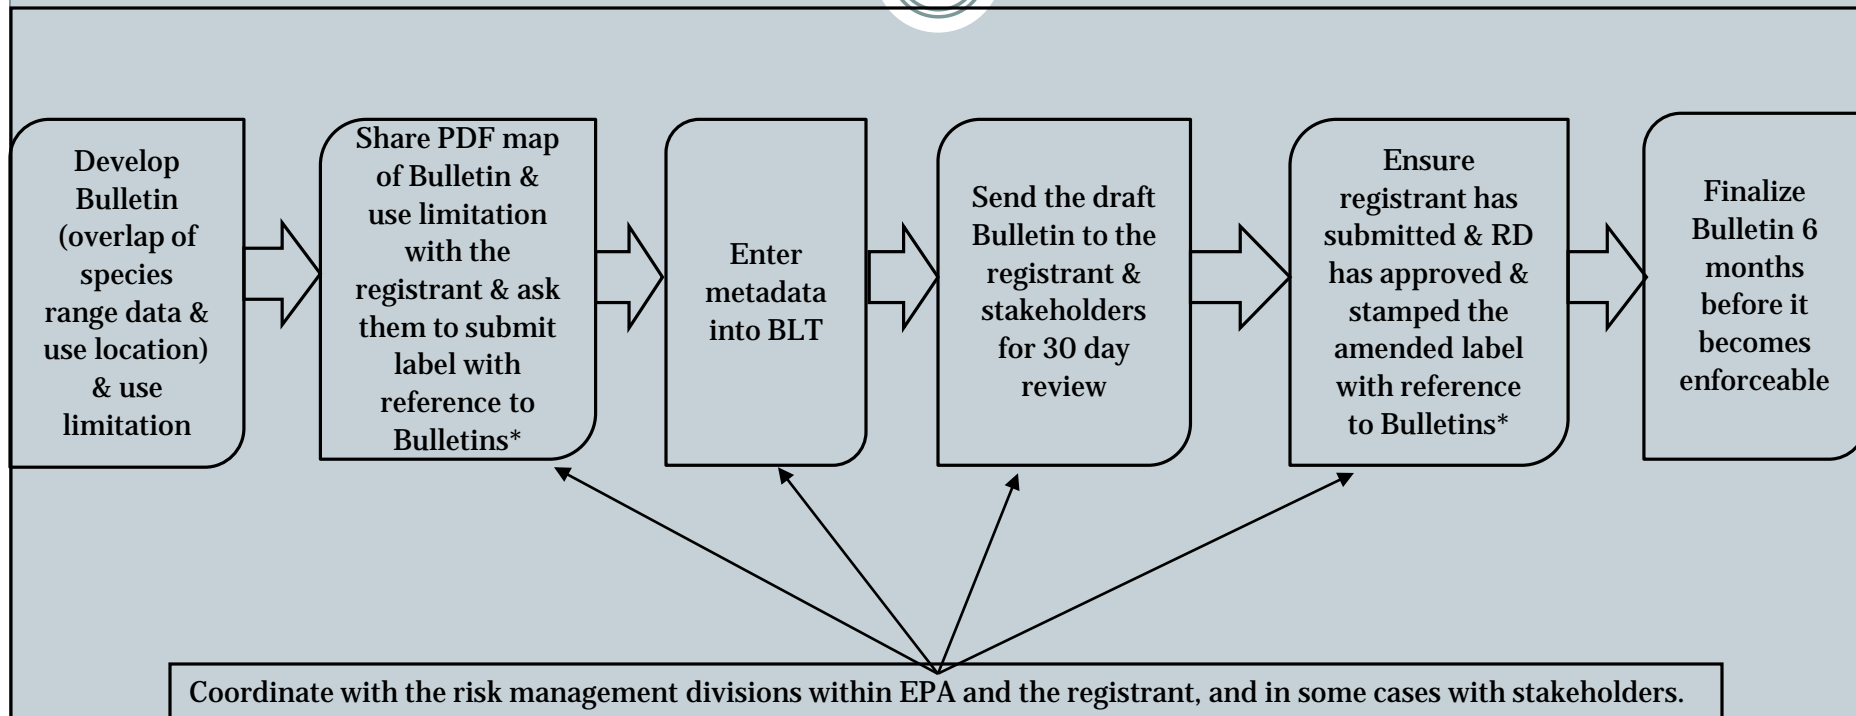 Develop
Bulletin
(overlap of
species
range data &
use location)
& use
limitation
Share PDF map
of Bulletin &
use limitation
with the
registrant & ask
them to submit
label with
reference to
Bulletins*
Enter
metadata
into BLT
Send the draft
Bulletin to the
registrant &
stakeholders
for 30 day
review
Ensure
registrant has
submitted & RD
has approved &
stamped the
amended label
with reference
to Bulletins*
Finalize
Bulletin 6
months
before it
becomes
enforceable
Coordinate with the risk management divisions within EPA and the registrant, and in some cases with stakeholders.